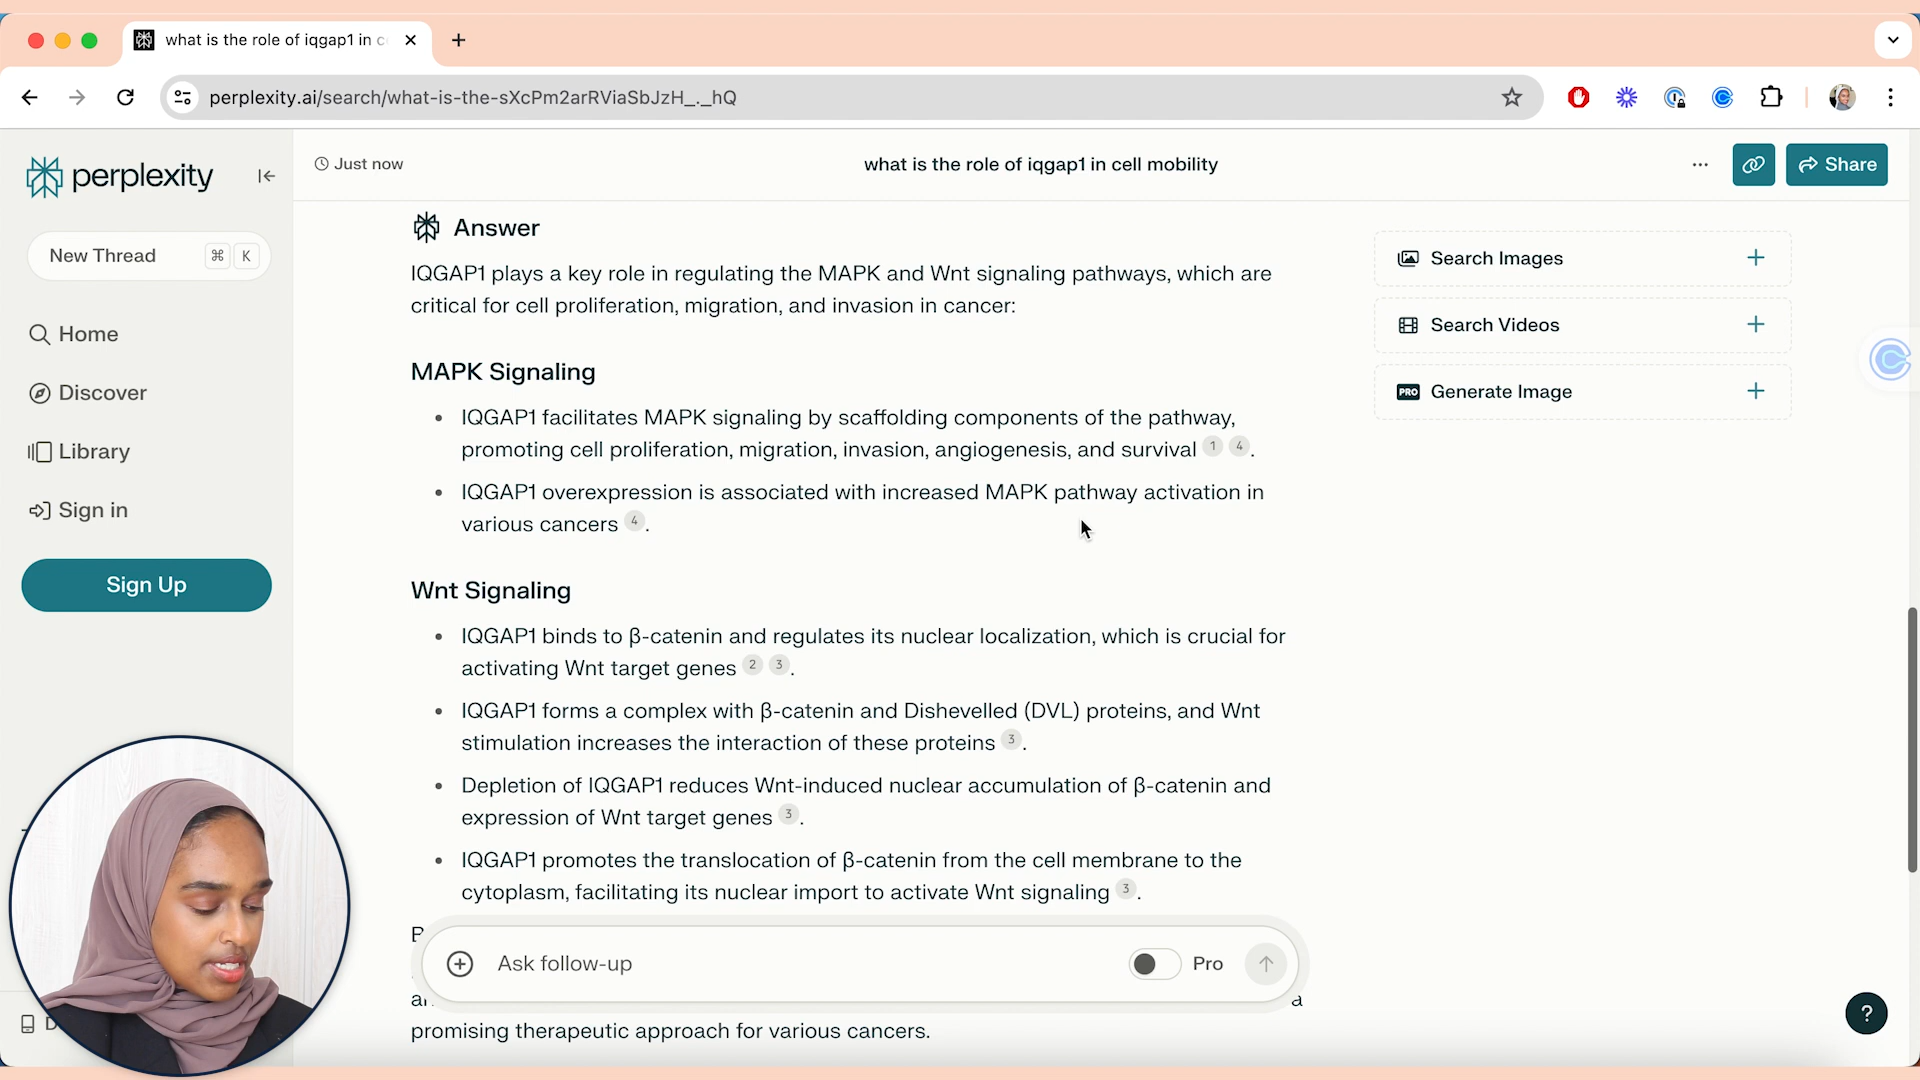 what is the role of iqgap1 in c
perplexity.ai/search/what-is-the-sXcPm2arRViaSbJzH_._hQ
perplexity
New Thread
⌘ K
Home
Discover
Library
Sign in
Sign Up
Just now
what is the role of iqgap1 in cell mobility
Share
Answer
IQGAP1 plays a key role in regulating the MAPK and Wnt signaling pathways, which are
critical for cell proliferation, migration, and invasion in cancer:
MAPK Signaling
• IQGAP1 facilitates MAPK signaling by scaffolding components of the pathway,
promoting cell proliferation, migration, invasion, angiogenesis, and survival 1 4 .
• IQGAP1 overexpression is associated with increased MAPK pathway activation in
various cancers 4 .
Wnt Signaling
• IQGAP1 binds to β-catenin and regulates its nuclear localization, which is crucial for
activating Wnt target genes 2 3 .
• IQGAP1 forms a complex with β-catenin and Dishevelled (DVL) proteins, and Wnt
stimulation increases the interaction of these proteins 3 .
• Depletion of IQGAP1 reduces Wnt-induced nuclear accumulation of β-catenin and
expression of Wnt target genes 3 .
• IQGAP1 promotes the translocation of β-catenin from the cell membrane to the
cytoplasm, facilitating its nuclear import to activate Wnt signaling 3 .
Ask follow-up
Pro
a
promising therapeutic approach for various cancers.
Search Images
Search Videos
PRO Generate Image
?